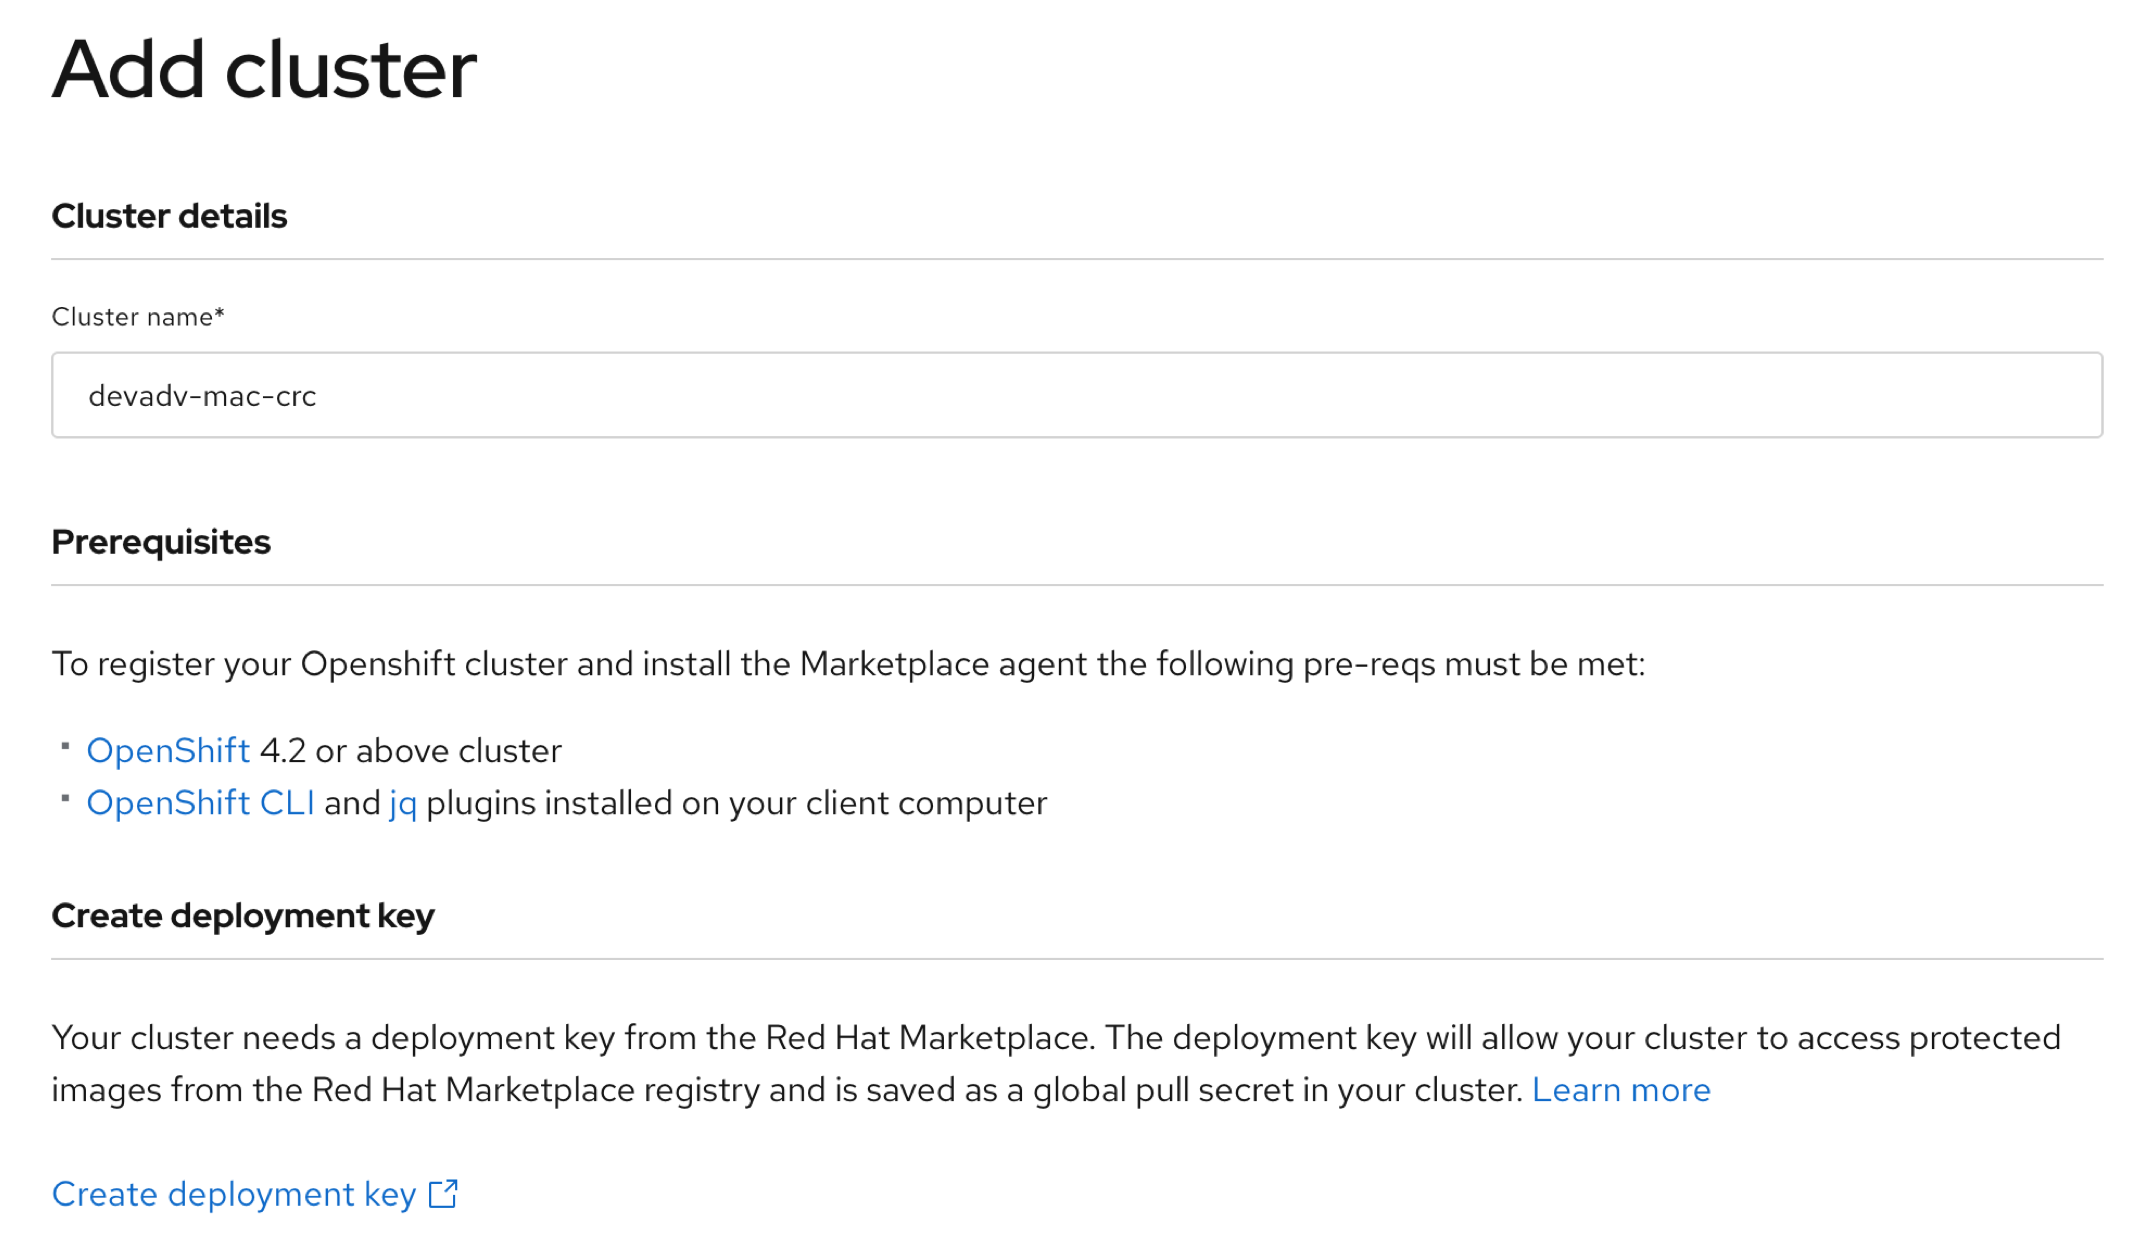 Add cluster
Cluster details
Cluster name*
devadv-mac-crc
Prerequisites
To register your Openshift cluster and install the Marketplace agent the following pre-reqs must be met:
OpenShift 4.2 or above cluster
OpenShift CLI and jq plugins installed on your client computer
Create deployment key
Your cluster needs a deployment key from the Red Hat Marketplace. The deployment key will allow your cluster to access protected
images from the Red Hat Marketplace registry and is saved as a global pull secret in your cluster. Learn more
Create deployment key